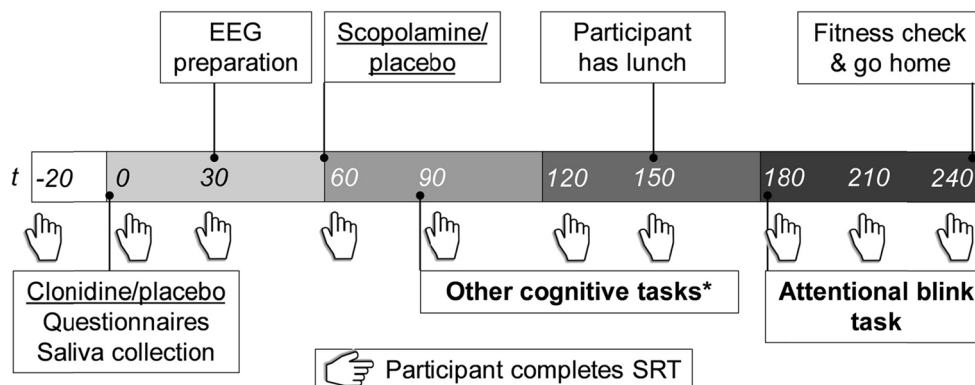 EEG
preparation
Scopolamine/
placebo
Participant
has lunch
Fitness check
& go home
t -20 0 30 60 90 120 150 180 210 240
Clonidine/placebo
Questionnaires
Saliva collection
Other cognitive tasks*
Attentional blink
task
Participant completes SRT